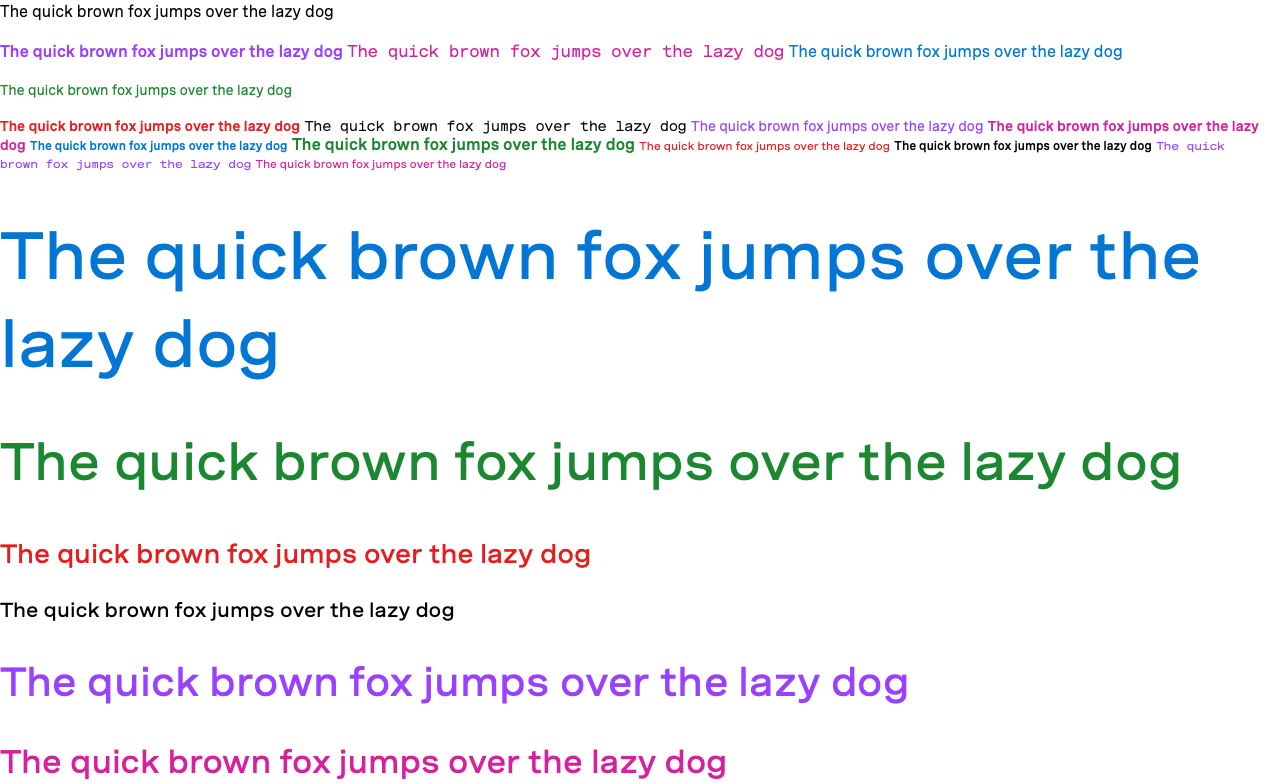 The quick brown fox jumps over the lazy dog
The quick brown fox jumps over the lazy dog The quick brown fox jumps over the lazy dog The quick brown fox jumps over the lazy dog
The quick brown fox jumps over the lazy dog
The quick brown fox jumps over the lazy dog The quick brown fox jumps over the lazy dog The quick brown fox jumps over the lazy dog The quick brown fox jumps over the lazy
dog The quick brown fox jumps over the lazy dog The quick brown fox jumps over the lazy dog The quick brown fox jumps over the lazy dog The quick brown fox jumps over the lazy dog The quick
brown fox jumps over the lazy dog The quick brown fox jumps over the lazy dog
The quick brown fox jumps over the
lazy dog
The quick brown fox jumps over the lazy dog
The quick brown fox jumps over the lazy dog
The quick brown fox jumps over the lazy dog
The quick brown fox jumps over the lazy dog
The quick brown fox jumps over the lazy dog